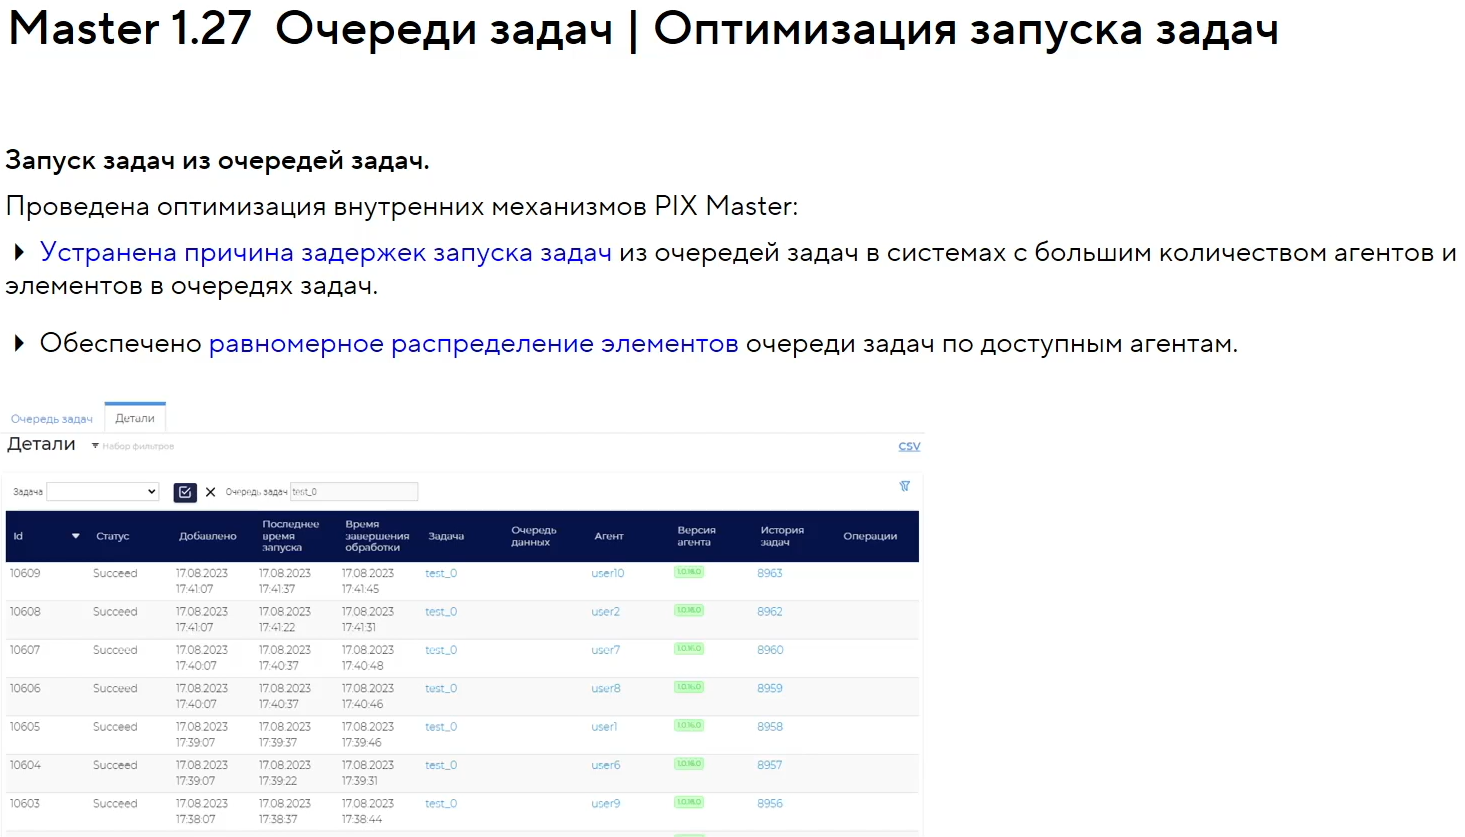 Master 1.27 Очереди задач | Оптимизация запуска задач
Запуск задач из очередей задач.
Проведена оптимизация внутренних механизмов PIX Master:
Устранена причина задержек запуска задач из очередей задач в системах с большим количеством агентов и
элементов в очередях задач.
Обеспечено равномерное распределение элементов очереди задач по доступным агентам.
Очередь задач Детали
Детали Набор фильтров CSV
Задача Очередь задач test_0
Id Статус Добавлено Последнее время запуска Время завершения обработки Задача Очередь данных Агент Версия агента История задач Операции
10609 Succeed 17.08.2023 17.08.2023 17.08.2023 test_0 user10 1.0.16.0 8963
17:41:07 17:41:37 17:41:45
10608 Succeed 17.08.2023 17.08.2023 17.08.2023 test_0 user2 1.0.16.0 8962
17:41:07 17:41:22 17:41:31
10607 Succeed 17.08.2023 17.08.2023 17.08.2023 test_0 user7 1.0.16.0 8960
17:40:07 17:40:37 17:40:48
10606 Succeed 17.08.2023 17.08.2023 17.08.2023 test_0 user8 1.0.16.0 8959
17:40:07 17:40:37 17:40:46
10605 Succeed 17.08.2023 17.08.2023 17.08.2023 test_0 user1 1.0.16.0 8958
17:39:07 17:39:37 17:39:46
10604 Succeed 17.08.2023 17.08.2023 17.08.2023 test_0 user6 1.0.16.0 8957
17:39:07 17:39:22 17:39:31
10603 Succeed 17.08.2023 17.08.2023 17.08.2023 test_0 user9 1.0.16.0 8956
17:38:07 17:38:37 17:38:44